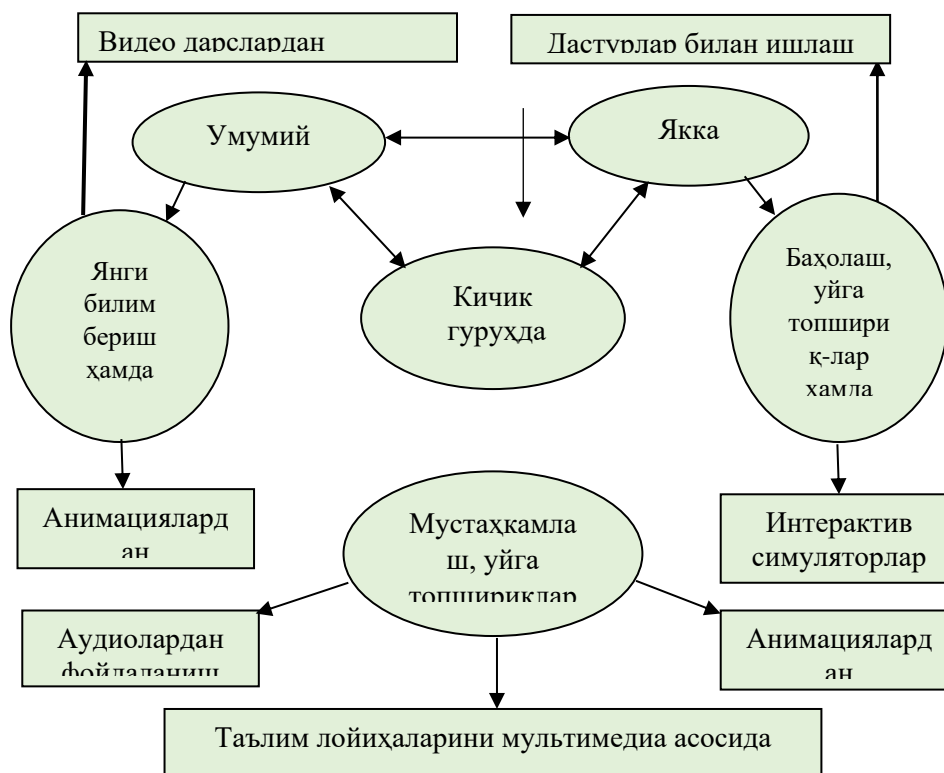 Видео дарслардан
Дастурлар билан ишлаш
Умумий
Якка
Янги
билим
бериш
ҳамда
Кичик
гуруҳда
Баҳолаш,
уйга
топшири
қ-лар
ҳамда
Анимациялард
ан
Мустаҳкамла
ш, уйга
топшириқлар
Интерактив
симуляторлар
Аудиолардан
фойдаланиш
Анимациялард
ан
Таълим лойиҳаларини мультимедиа асосида